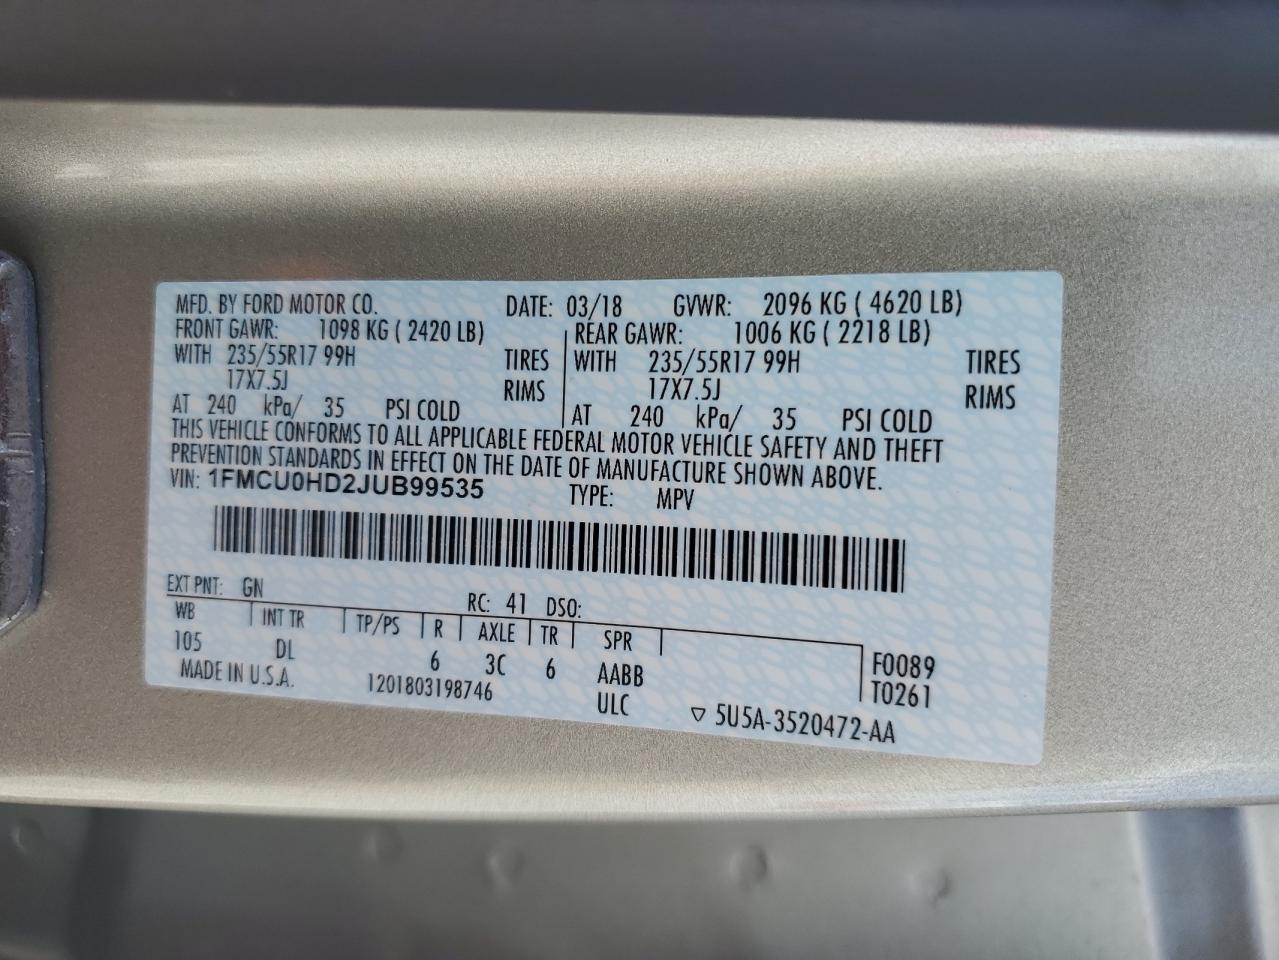 MFD. BY FORD MOTOR CO. DATE: 03/18 GVWR: 2096 KG ( 4620 LB)
FRONT GAWR: 1098 KG ( 2420 LB) REAR GAWR: 1006 KG ( 2218 LB)
WITH 235/55R17 99H TIRES WITH 235/55R17 99H TIRES
17X7.5J RIMS 17X7.5J RIMS
AT 240 kPa/ 35 PSI COLD AT 240 kPa/ 35 PSI COLD
THIS VEHICLE CONFORMS TO ALL APPLICABLE FEDERAL MOTOR VEHICLE SAFETY AND THEFT
PREVENTION STANDARDS IN EFFECT ON THE DATE OF MANUFACTURE SHOWN ABOVE.
VIN: 1FMCU0HD2JUB99535 TYPE: MPV
EXT PNT: GN RC: 41 DSO:
WB INT TR TP/PS R AXLE TR SPR
105 DL 6 3C 6 AABB F0089
MADE IN U.S.A. 1201803198746 ULC T0261
▽ 5U5A-3520472-AA